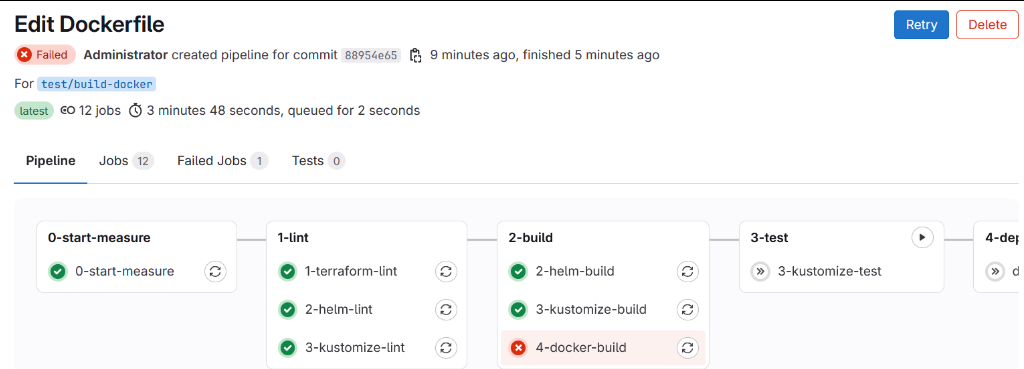 Edit Dockerfile
Retry
Delete
Failed Administrator created pipeline for commit 88954e65 9 minutes ago, finished 5 minutes ago
For test/build-docker
latest 12 jobs 3 minutes 48 seconds, queued for 2 seconds
Pipeline Jobs 12 Failed Jobs 1 Tests 0
0-start-measure
0-start-measure
1-lint
1-terraform-lint
2-helm-lint
3-kustomize-lint
2-build
2-helm-build
3-kustomize-build
4-docker-build
3-test
3-kustomize-test
4-dep
d